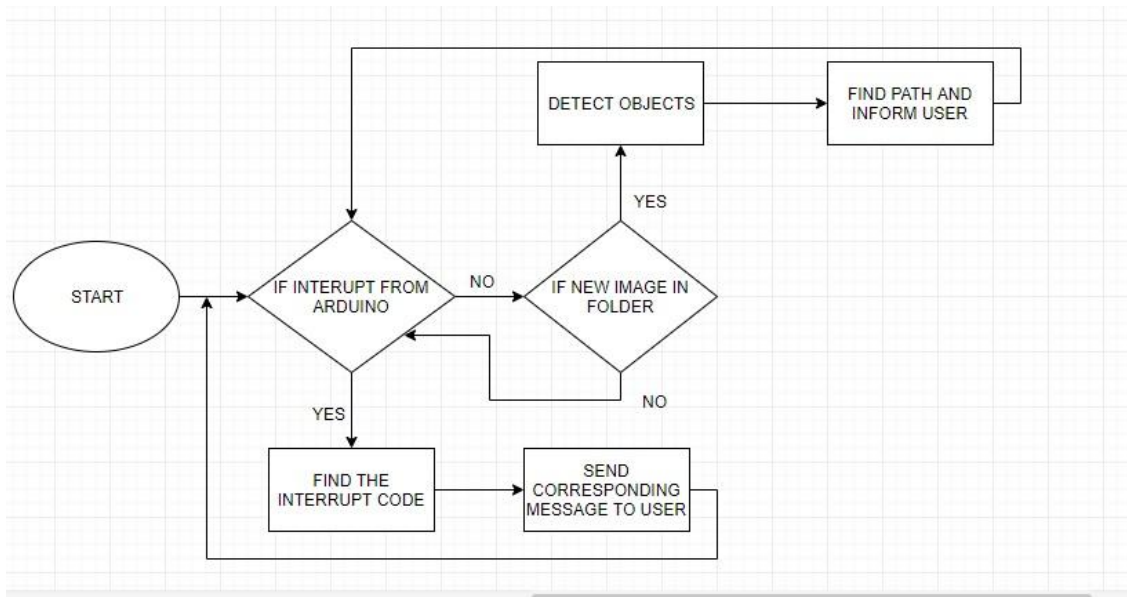 DETECT OBJECTS
FIND PATH AND
INFORM USER
YES
START
IF INTERUPT FROM
ARDUINO
NO
IF NEW IMAGE IN
FOLDER
NO
YES
FIND THE
INTERRUPT CODE
SEND
CORRESPONDING
MESSAGE TO USER